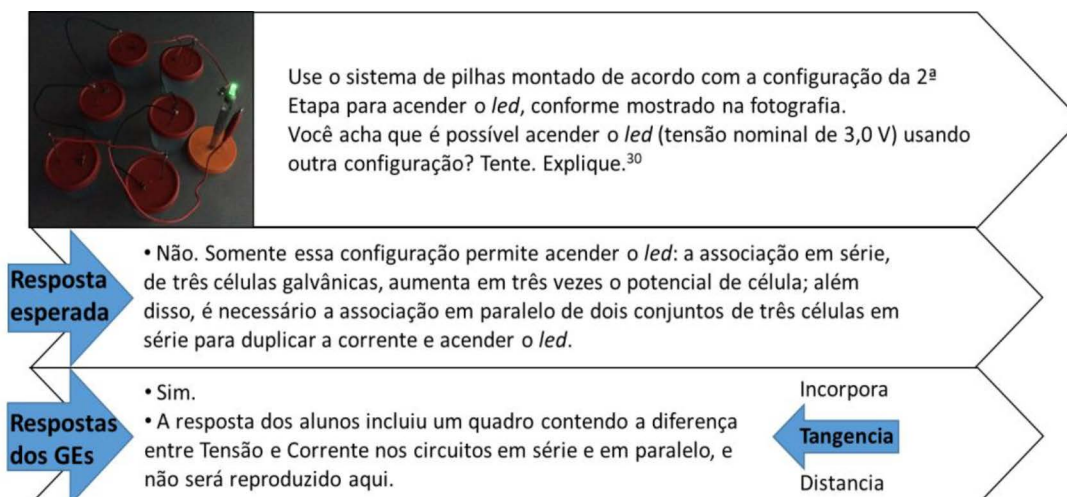 Use o sistema de pilhas montado de acordo com a configuração da 2ª
Etapa para acender o led, conforme mostrado na fotografia.
Você acha que é possível acender o led (tensão nominal de 3,0 V) usando
outra configuração? Tente. Explique.³⁰
Resposta
esperada
• Não. Somente essa configuração permite acender o led: a associação em série,
de três células galvânicas, aumenta em três vezes o potencial de célula; além
disso, é necessário a associação em paralelo de dois conjuntos de três células em
série para duplicar a corrente e acender o led.
Respostas
dos GEs
• Sim.
• A resposta dos alunos incluiu um quadro contendo a diferença
entre Tensão e Corrente nos circuitos em série e em paralelo, e
não será reproduzido aqui.
Incorpora
Tangencia
Distancia